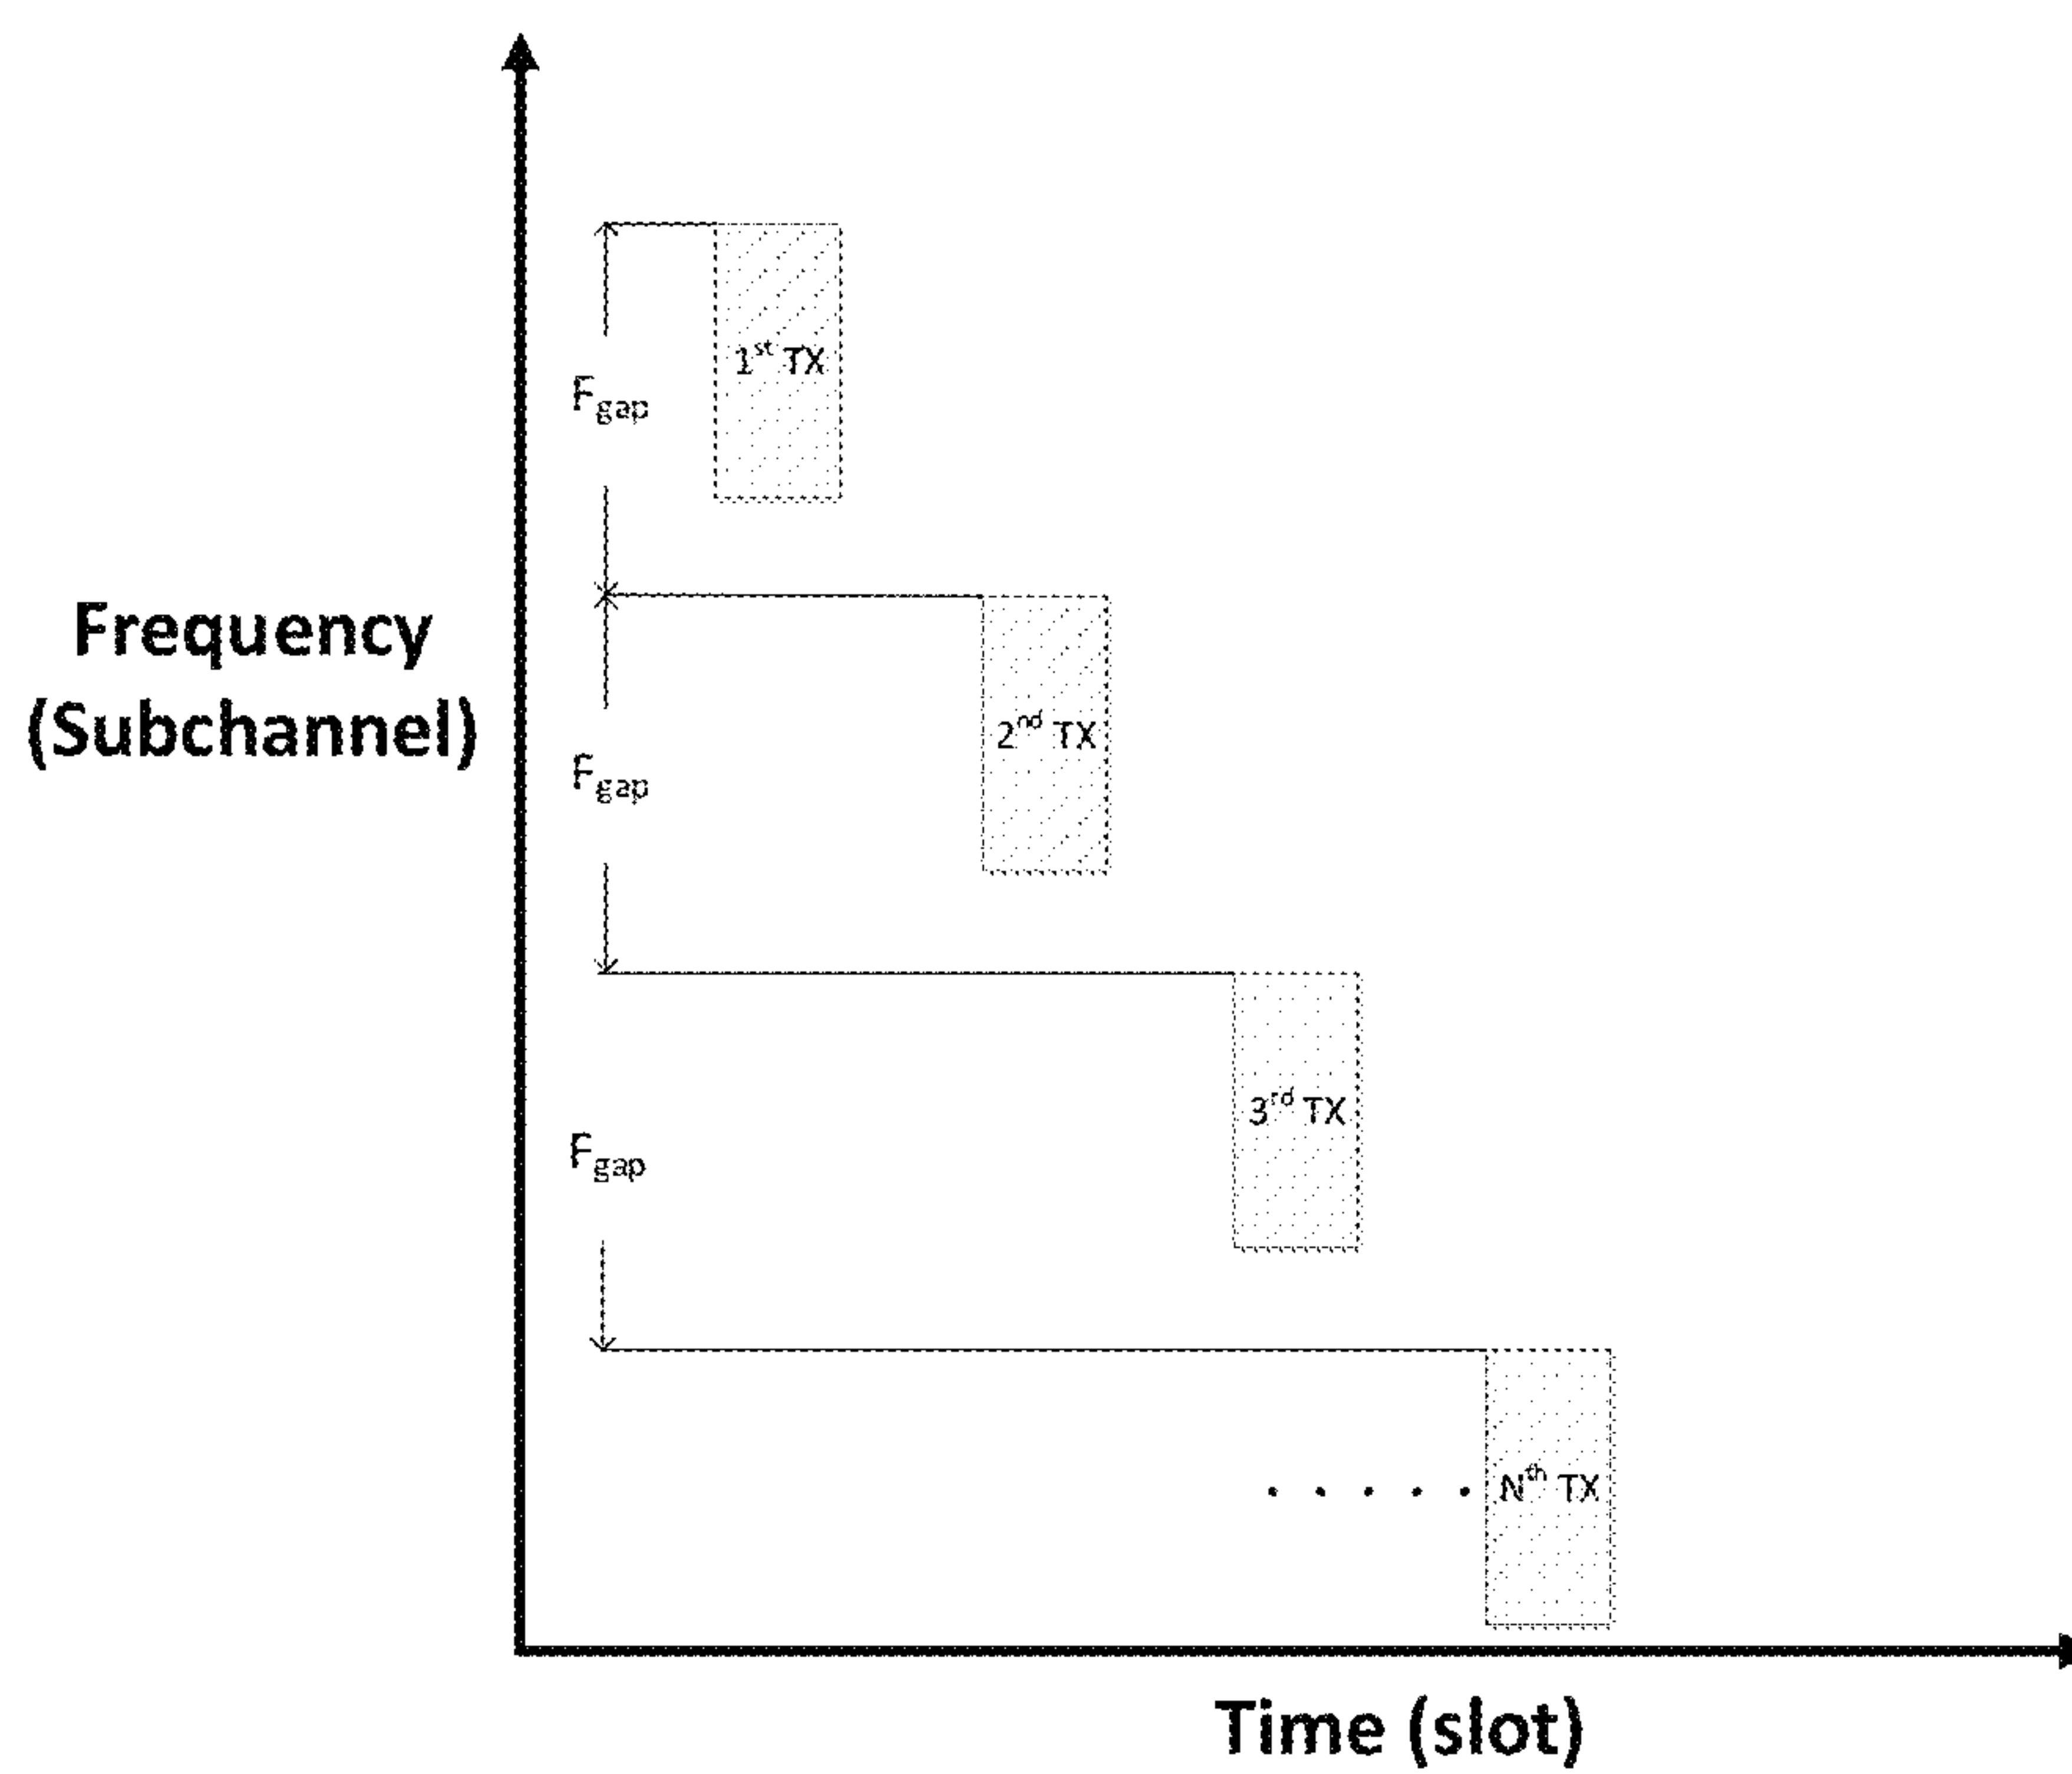 1st TX
Fgap
Frequency
(Subchannel)
2nd TX
Fgap
3rd TX
Fgap
Nth TX
Time (slot)